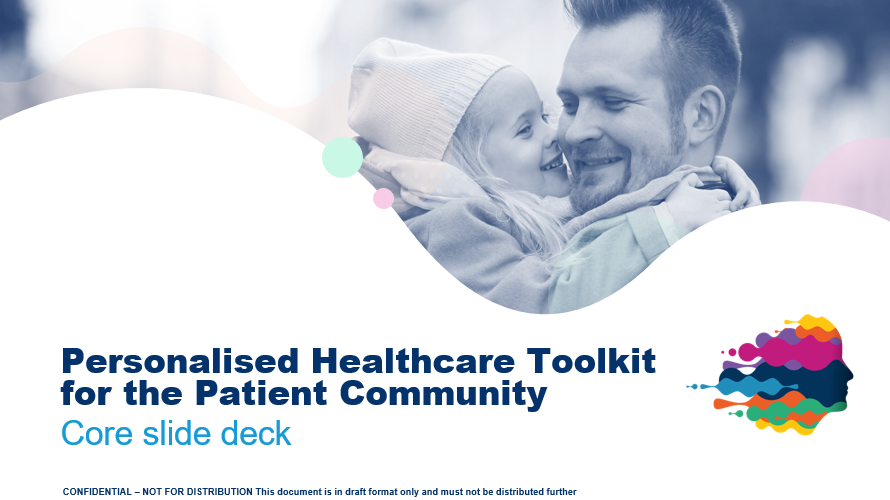 Personalised Healthcare Toolkit
for the Patient Community
Core slide deck
CONFIDENTIAL – NOT FOR DISTRIBUTION This document is in draft format only and must not be distributed further